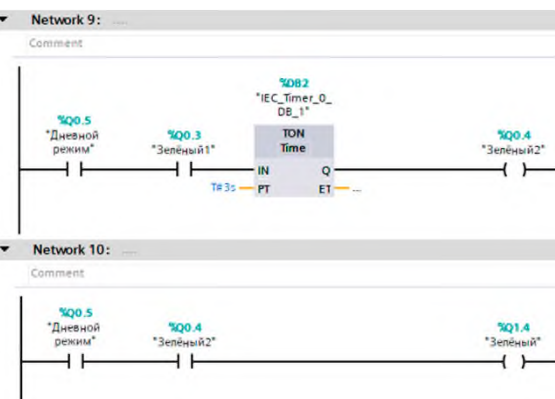 Network 9: .....
Comment
%DB2
"IEC_Timer_0_
DB_1"
%Q0.5
"Дневной
режим"
%Q0.3
"Зелёный1"
TON
Time
%Q0.4
"Зелёный2"
IN
Q
T#3s
PT
ET
...
Network 10: .....
Comment
%Q0.5
"Дневной
режим"
%Q0.4
"Зелёный2"
%Q1.4
"Зелёный"